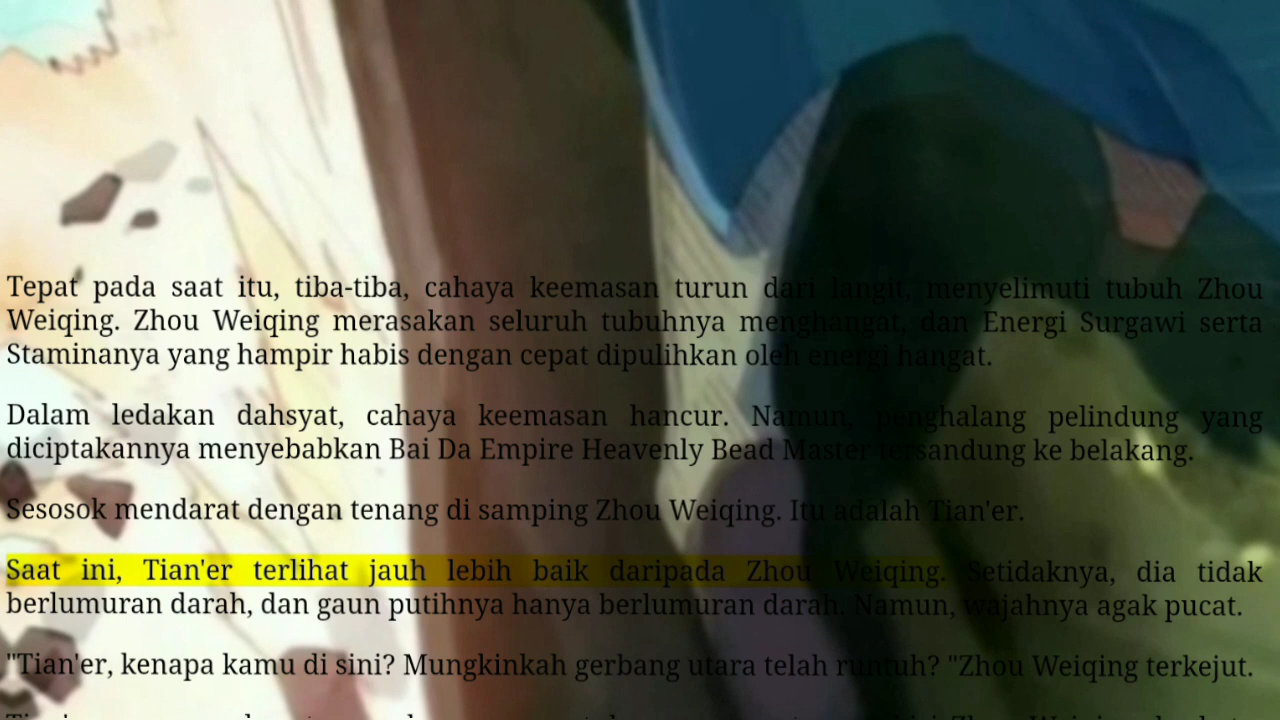 Tepat pada saat itu, tiba-tiba, cahaya keemasan turun dari langit, menyelimuti tubuh Zhou
Weiqing. Zhou Weiqing merasakan seluruh tubuhnya menghangat, dan Energi Surgawi serta
Staminanya yang hampir habis dengan cepat dipulihkan oleh energi hangat.
Dalam ledakan dahsyat, cahaya keemasan hancur. Namun, penghalang pelindung yang
diciptakannya menyebabkan Bai Da Empire Heavenly Bead Master tersandung ke belakang.
Sesosok mendarat dengan tenang di samping Zhou Weiqing. Itu adalah Tian'er.
Saat ini, Tian'er terlihat jauh lebih baik daripada Zhou Weiqing. Setidaknya, dia tidak
berlumuran darah, dan gaun putihnya hanya berlumuran darah. Namun, wajahnya agak pucat.
"Tian'er, kenapa kamu di sini? Mungkinkah gerbang utara telah runtuh? "Zhou Weiqing terkejut.